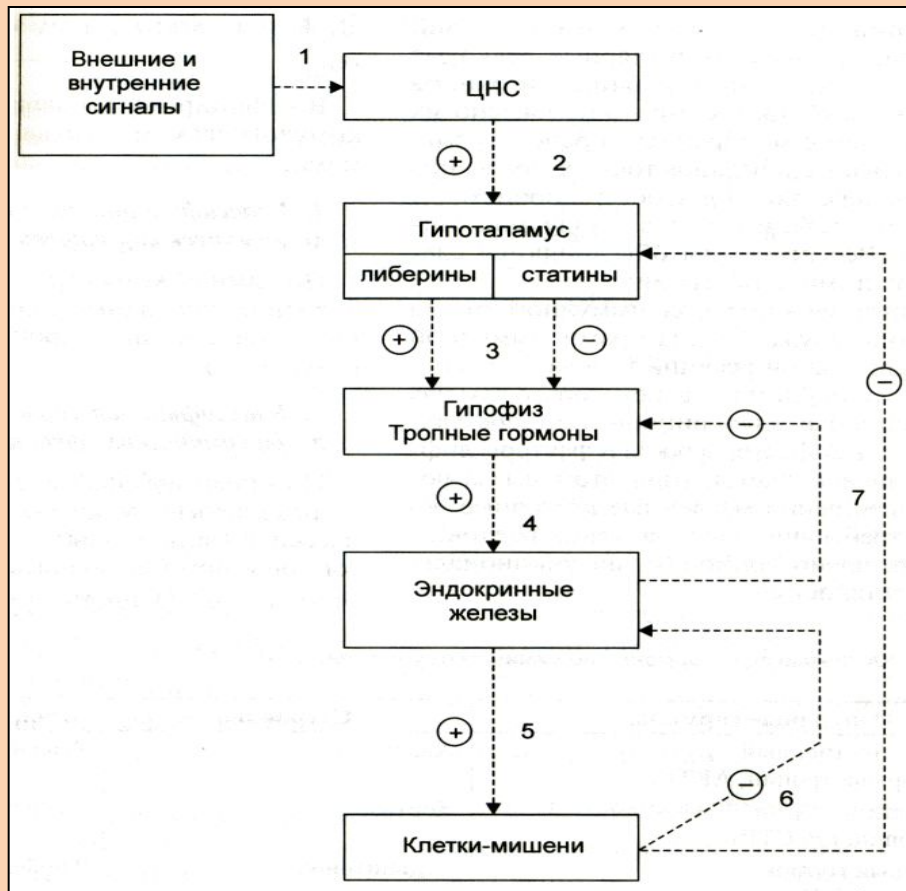 Внешние и
внутренние
сигналы
1
ЦНС
+
2
Гипоталамус
либерины
статины
+
3
−
−
Гипофиз
Тропные гормоны
−
7
+
4
Эндокринные
железы
+
5
−
6
Клетки-мишени